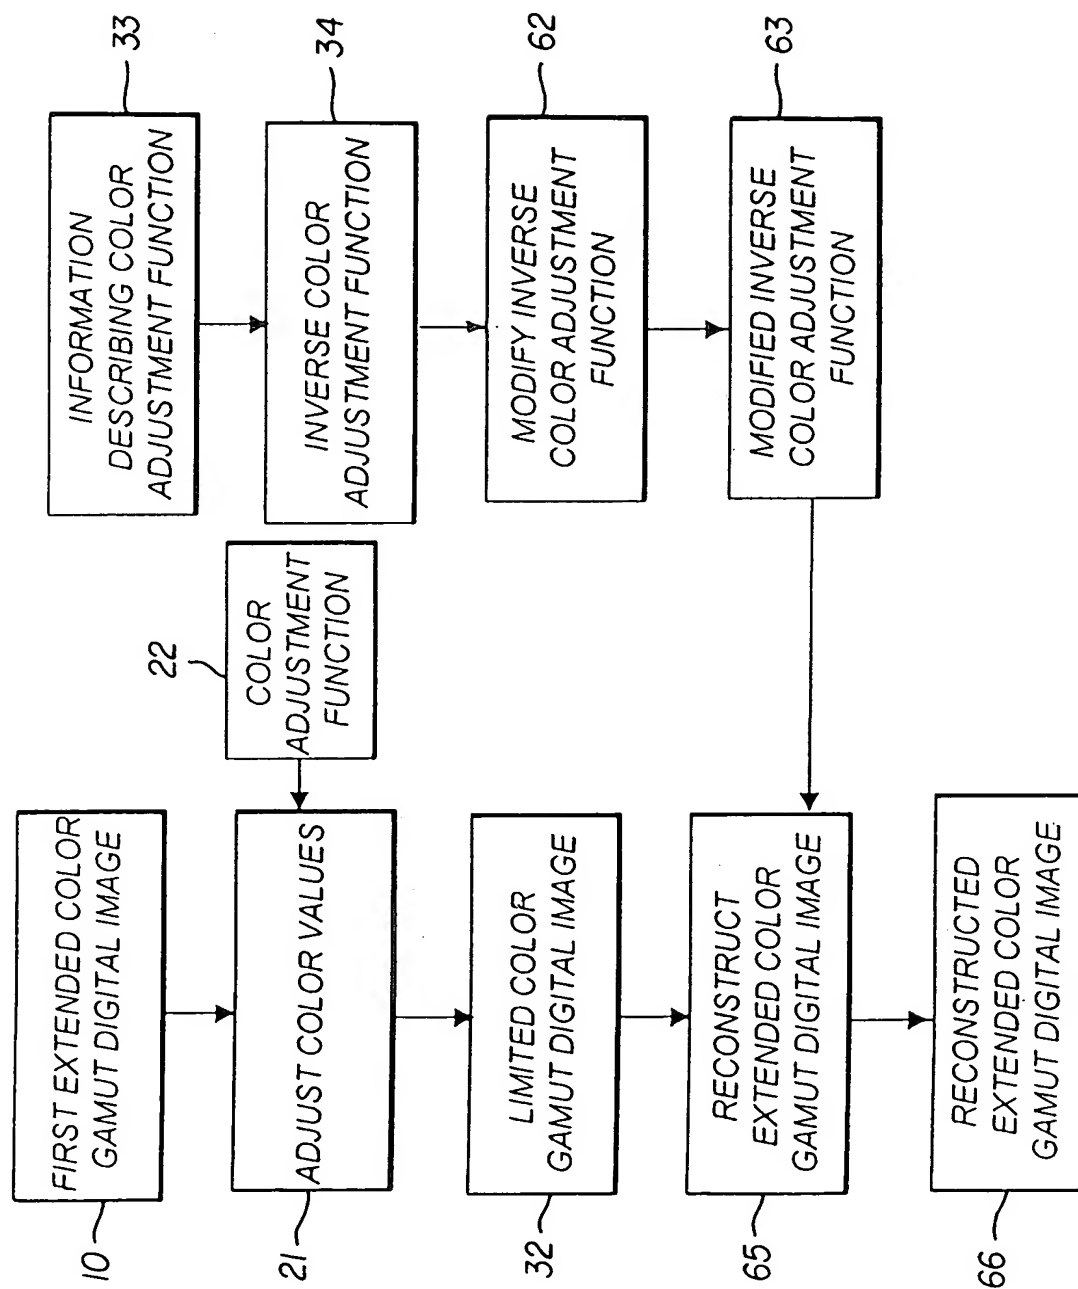 10
FIRST EXTENDED COLOR
GAMUT DIGITAL IMAGE
21
ADJUST COLOR VALUES
22
COLOR
ADJUSTMENT
FUNCTION
32
LIMITED COLOR
GAMUT DIGITAL IMAGE
65
RECONSTRUCT
EXTENDED COLOR
GAMUT DIGITAL IMAGE
66
RECONSTRUCTED
EXTENDED COLOR
GAMUT DIGITAL IMAGE
INFORMATION
DESCRIBING COLOR
ADJUSTMENT FUNCTION
33
INVERSE COLOR
ADJUSTMENT FUNCTION
34
MODIFY INVERSE
COLOR ADJUSTMENT
FUNCTION
62
MODIFIED INVERSE
COLOR ADJUSTMENT
FUNCTION
63